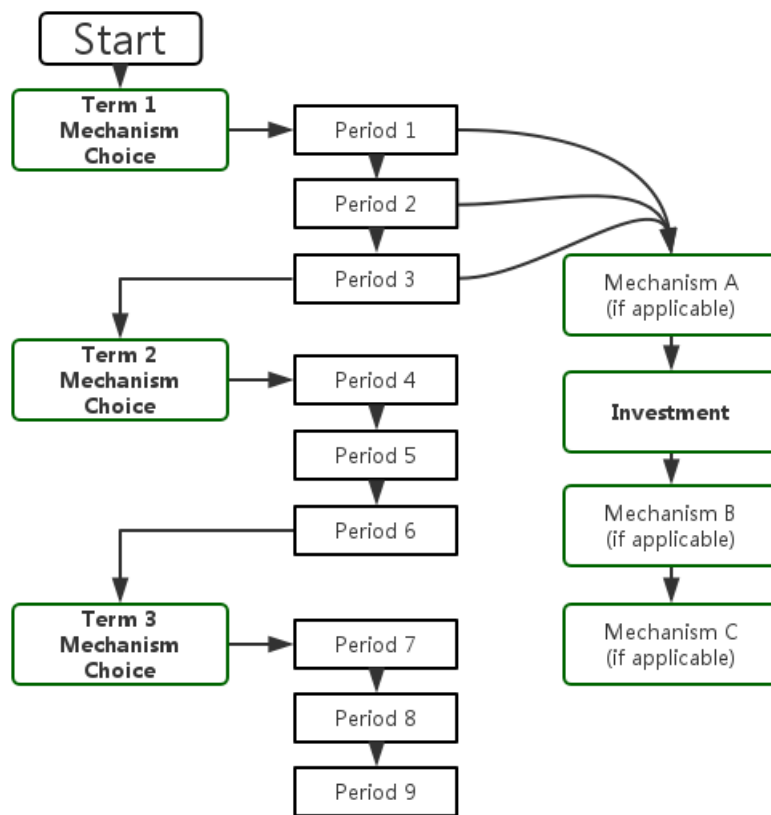 Start
Term 1
Mechanism
Choice
Period 1
Period 2
Period 3
Mechanism A
(if applicable)
Term 2
Mechanism
Choice
Period 4
Investment
Period 5
Mechanism B
(if applicable)
Period 6
Term 3
Mechanism
Choice
Period 7
Mechanism C
(if applicable)
Period 8
Period 9